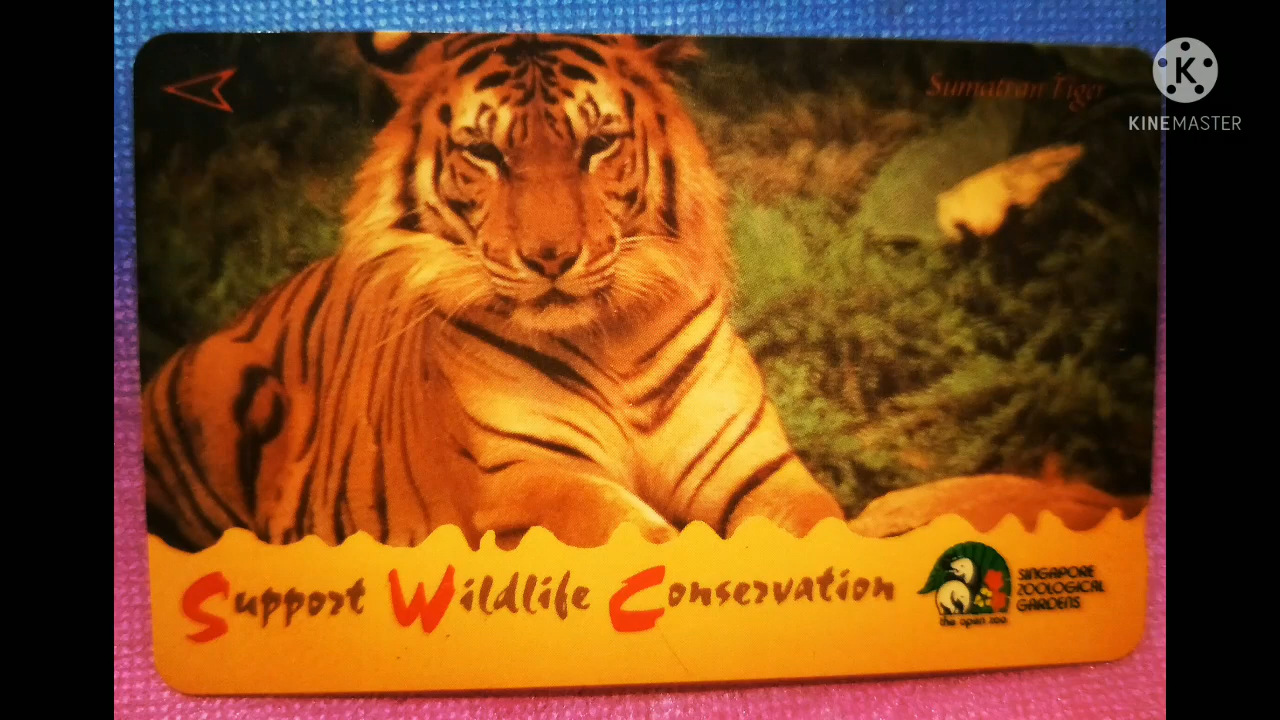 Sumatran Tiger
K
KINEMASTER
Support Wildlife Conservation
SINGAPORE
ZOOLOGICAL
GARDENS
the open zoo